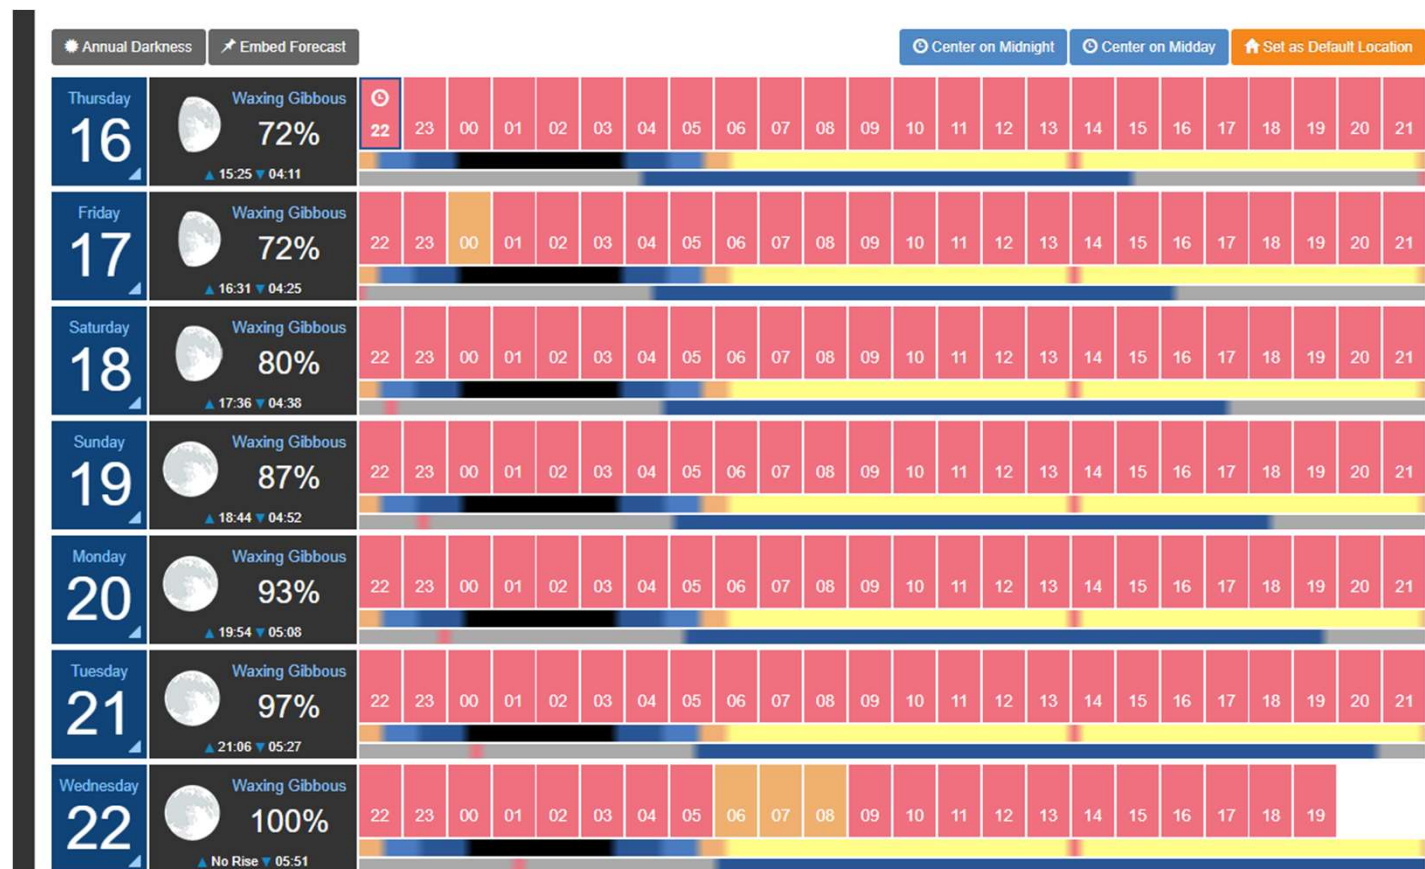 Annual Darkness Embed Forecast Center on Midnight Center on Midday Set as Default Location
Thursday
16
Waxing Gibbous
72%
15:25 04:11
22 23 00 01 02 03 04 05 06 07 08 09 10 11 12 13 14 15 16 17 18 19 20 21
Friday
17
Waxing Gibbous
72%
16:31 04:25
22 23 00 01 02 03 04 05 06 07 08 09 10 11 12 13 14 15 16 17 18 19 20 21
Saturday
18
Waxing Gibbous
80%
17:36 04:38
22 23 00 01 02 03 04 05 06 07 08 09 10 11 12 13 14 15 16 17 18 19 20 21
Sunday
19
Waxing Gibbous
87%
18:44 04:52
22 23 00 01 02 03 04 05 06 07 08 09 10 11 12 13 14 15 16 17 18 19 20 21
Monday
20
Waxing Gibbous
93%
19:54 05:08
22 23 00 01 02 03 04 05 06 07 08 09 10 11 12 13 14 15 16 17 18 19 20 21
Tuesday
21
Waxing Gibbous
97%
21:06 05:27
22 23 00 01 02 03 04 05 06 07 08 09 10 11 12 13 14 15 16 17 18 19 20 21
Wednesday
22
Waxing Gibbous
100%
No Rise 05:51
22 23 00 01 02 03 04 05 06 07 08 09 10 11 12 13 14 15 16 17 18 19